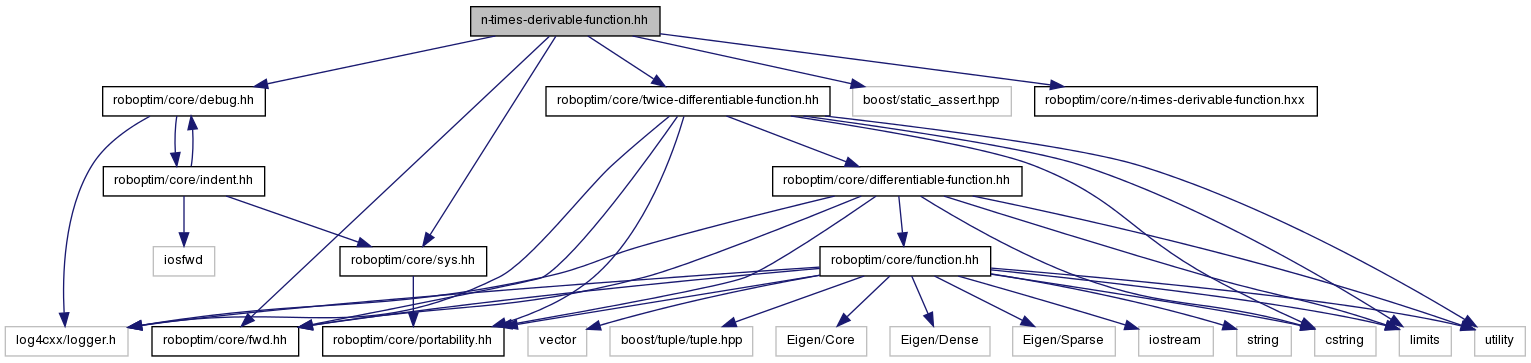 n-times-derivable-function.hh
roboptim/core/debug.hh
roboptim/core/twice-differentiable-function.hh
boost/static_assert.hpp
roboptim/core/n-times-derivable-function.hxx
roboptim/core/indent.hh
roboptim/core/differentiable-function.hh
iosfwd
roboptim/core/sys.hh
roboptim/core/function.hh
log4cxx/logger.h
roboptim/core/fwd.hh
roboptim/core/portability.hh
vector
boost/tuple/tuple.hpp
Eigen/Core
Eigen/Dense
Eigen/Sparse
iostream
string
cstring
limits
utility